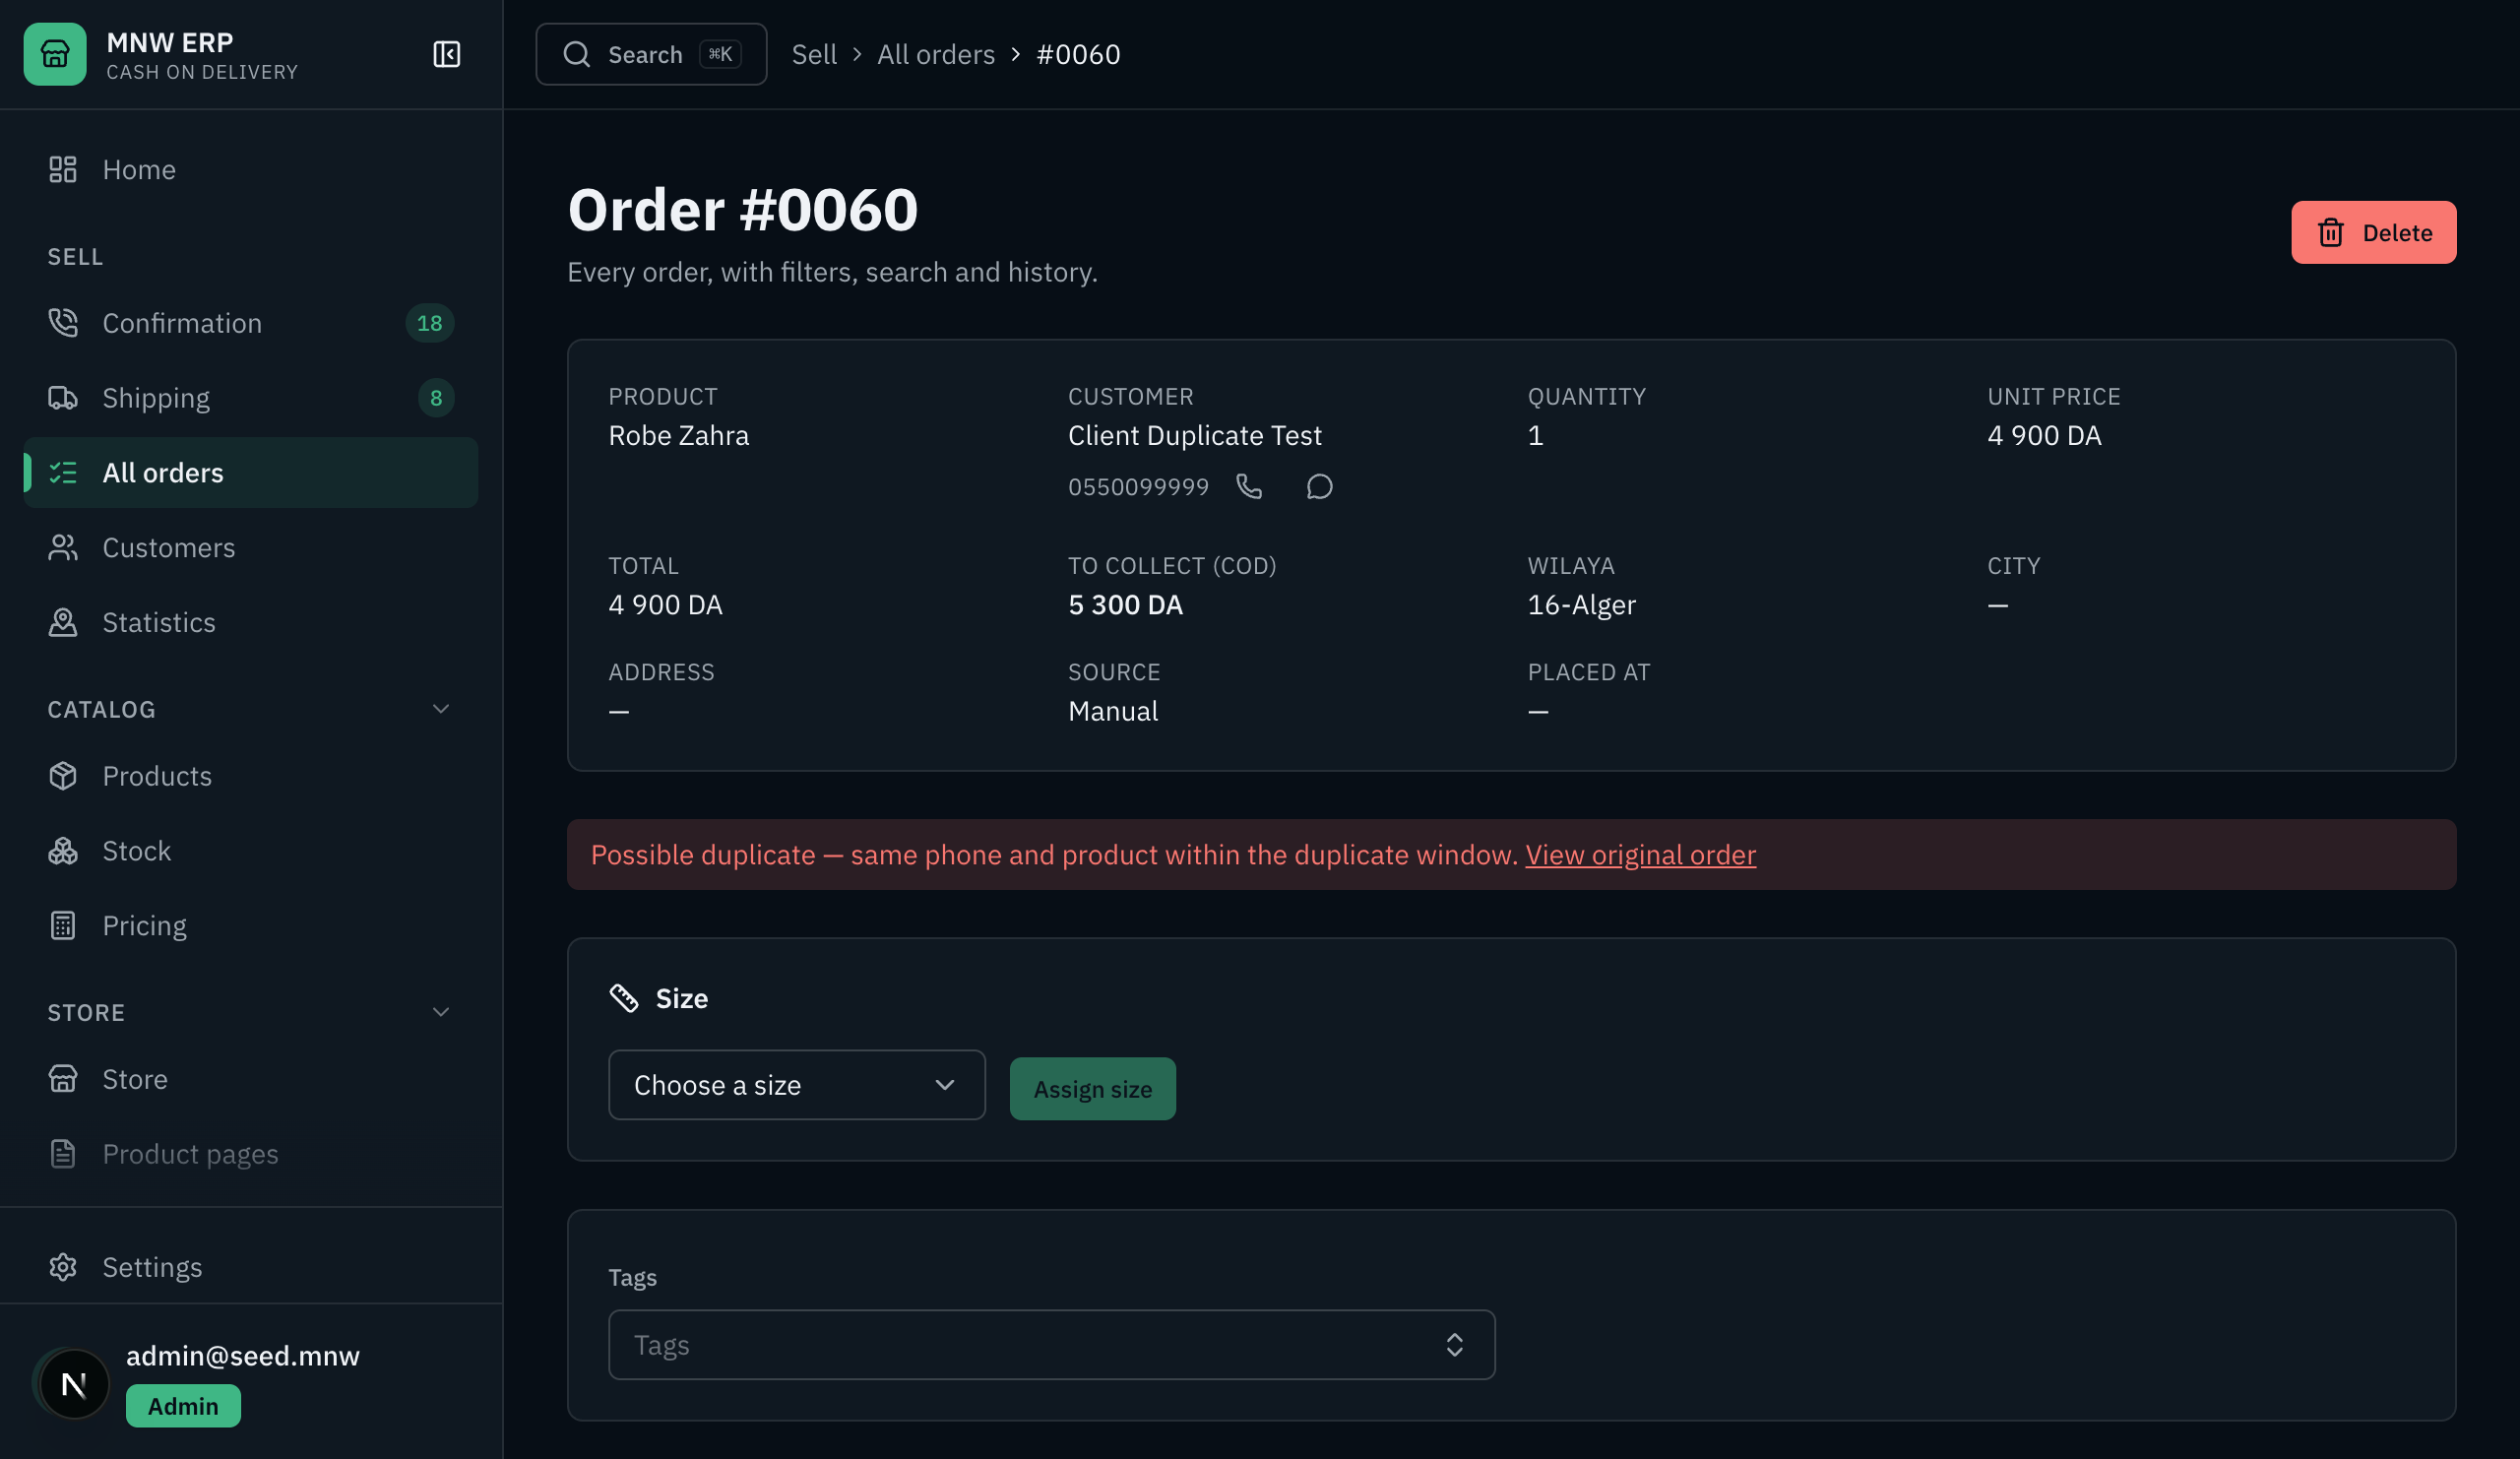 MNW ERP
CASH ON DELIVERY
Search ⌘K
Sell > All orders > #0060
Home
SELL
Confirmation 18
Shipping 8
All orders
Customers
Statistics
CATALOG
Products
Stock
Pricing
STORE
Store
Product pages
Settings
N
admin@seed.mnw
Admin
Order #0060
Every order, with filters, search and history.
Delete
PRODUCT
Robe Zahra
CUSTOMER
Client Duplicate Test
0550099999
QUANTITY
1
UNIT PRICE
4 900 DA
TOTAL
4 900 DA
TO COLLECT (COD)
5 300 DA
WILAYA
16-Alger
CITY
—
ADDRESS
—
SOURCE
Manual
PLACED AT
—
Possible duplicate — same phone and product within the duplicate window. View original order
Size
Choose a size
Assign size
Tags
Tags